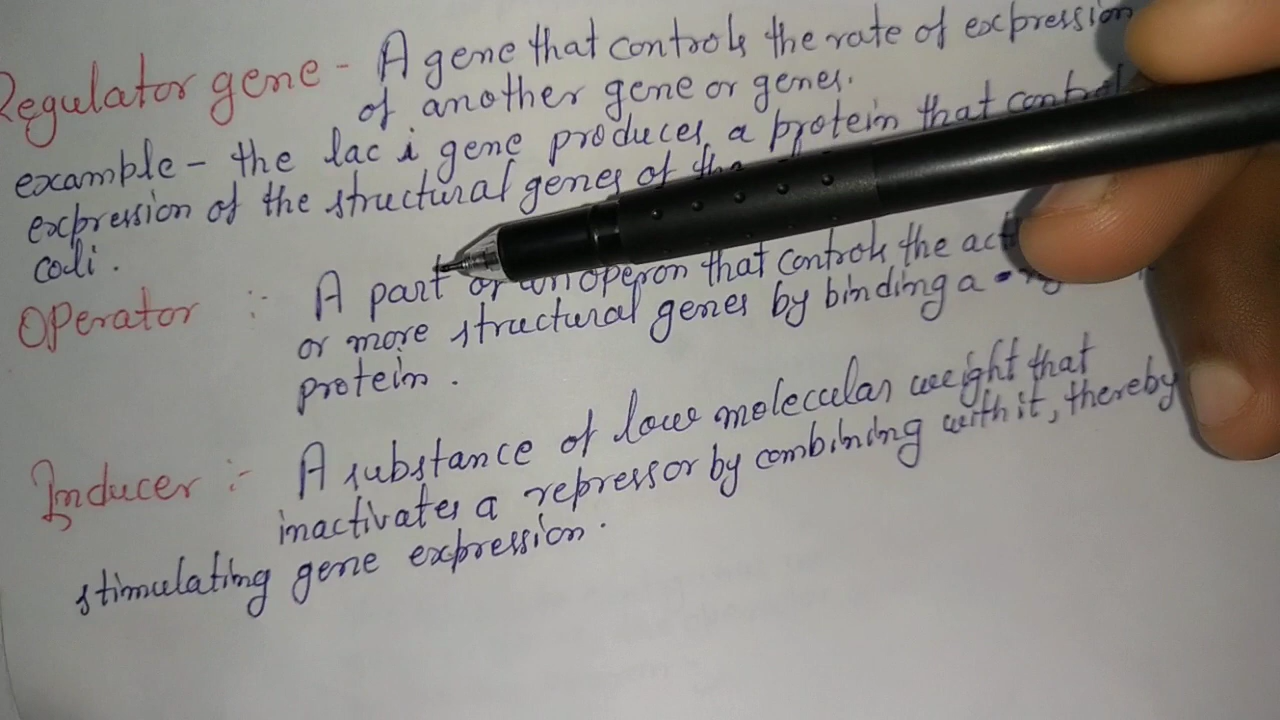 Regulator gene - A gene that controls the rate of expression
of another gene or genes.
example - the lac i gene produces a protein that control
expression of the structural genes of the
coli.
Operator :- A part of an operon that controls the
or more structural genes by binding a
protein.
Inducer :- A substance of low molecular weight that
inactivates a repressor by combining with it, thereby
stimulating gene expression.